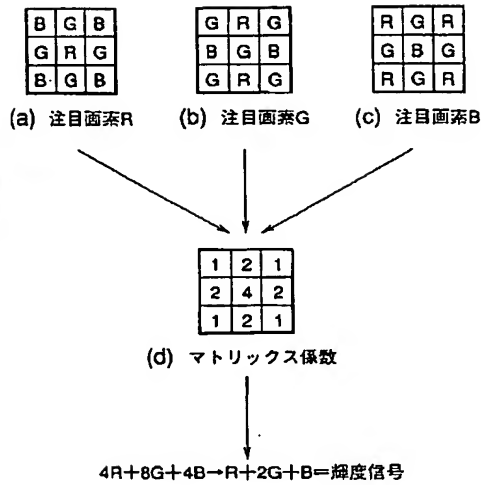 B G B G R G
G R G R G R
G R G B G B G B G
B G B G R G R G R
(a) 注目画素R (b) 注目画素G (c) 注目画素B
1 2 1
2 4 2
1 2 1
(d) マトリックス係数
4R+8G+4B→R+2G+B=輝度信号